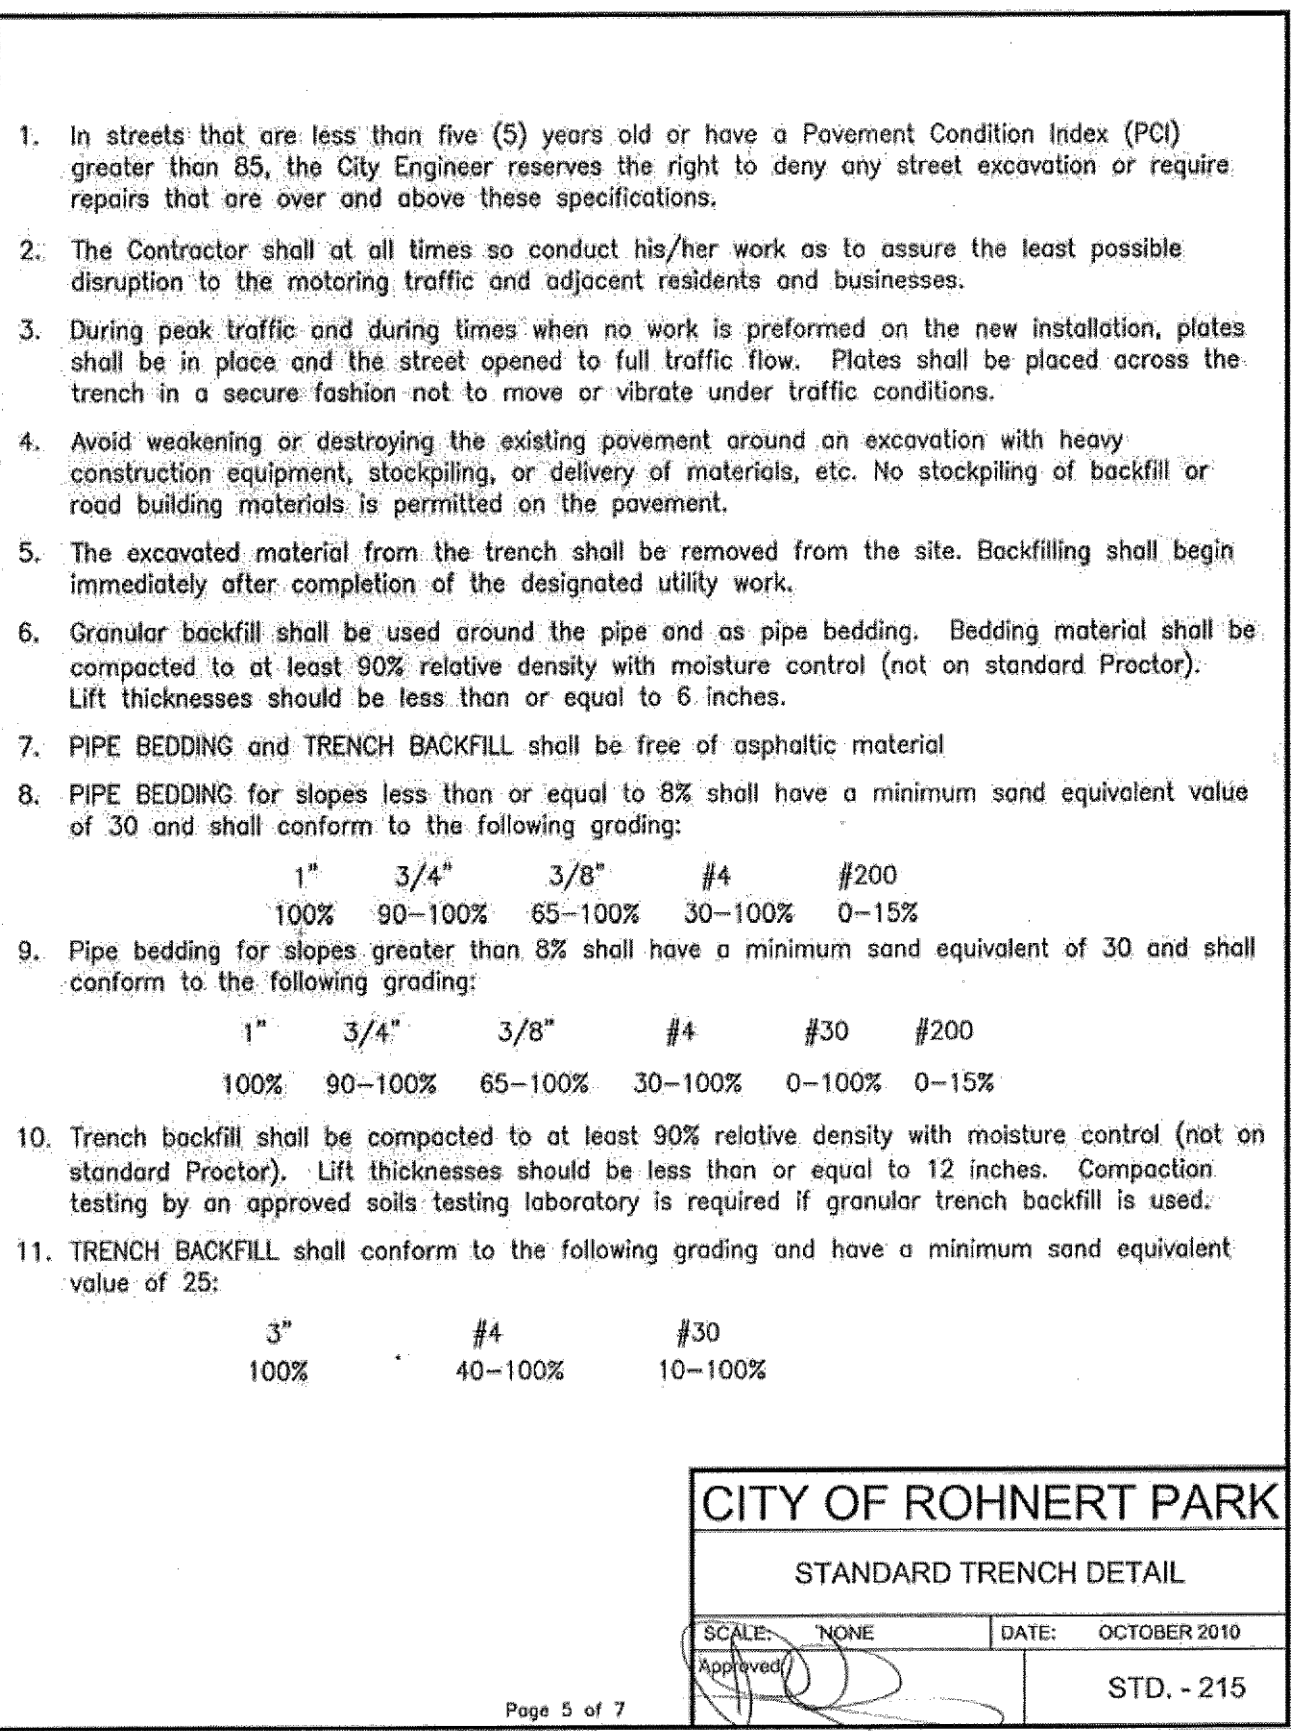 1. In streets that are less than five (5) years old or have a Pavement Condition Index (PCI)
greater than 85, the City Engineer reserves the right to deny any street excavation or require
repairs that are over and above these specifications.
2. The Contractor shall at all times so conduct his/her work as to assure the least possible
disruption to the motoring traffic and adjacent residents and businesses.
3. During peak traffic and during times when no work is preformed on the new installation, plates
shall be in place and the street opened to full traffic flow. Plates shall be placed across the
trench in a secure fashion not to move or vibrate under traffic conditions.
4. Avoid weakening or destroying the existing pavement around an excavation with heavy
construction equipment, stockpiling, or delivery of materials, etc. No stockpiling of backfill or
road building materials is permitted on the pavement.
5. The excavated material from the trench shall be removed from the site. Backfilling shall begin
immediately after completion of the designated utility work.
6. Granular backfill shall be used around the pipe and as pipe bedding. Bedding material shall be
compacted to at least 90% relative density with moisture control (not on standard Proctor).
Lift thicknesses should be less than or equal to 6 inches.
7. PIPE BEDDING and TRENCH BACKFILL shall be free of asphaltic material
8. PIPE BEDDING for slopes less than or equal to 8% shall have a minimum sand equivalent value
of 30 and shall conform to the following grading:
1" 3/4" 3/8" #4 #200
100% 90-100% 65-100% 30-100% 0-15%
9. Pipe bedding for slopes greater than 8% shall have a minimum sand equivalent of 30 and shall
conform to the following grading:
1" 3/4" 3/8" #4 #30 #200
100% 90-100% 65-100% 30-100% 0-100% 0-15%
10. Trench backfill shall be compacted to at least 90% relative density with moisture control (not on
standard Proctor). Lift thicknesses should be less than or equal to 12 inches. Compaction
testing by an approved soils testing laboratory is required if granular trench backfill is used.
11. TRENCH BACKFILL shall conform to the following grading and have a minimum sand equivalent
value of 25:
3" #4 #30
100% 40-100% 10-100%
CITY OF ROHNERT PARK
STANDARD TRENCH DETAIL
SCALE: NONE DATE: OCTOBER 2010
Approved
STD. - 215
Page 5 of 7